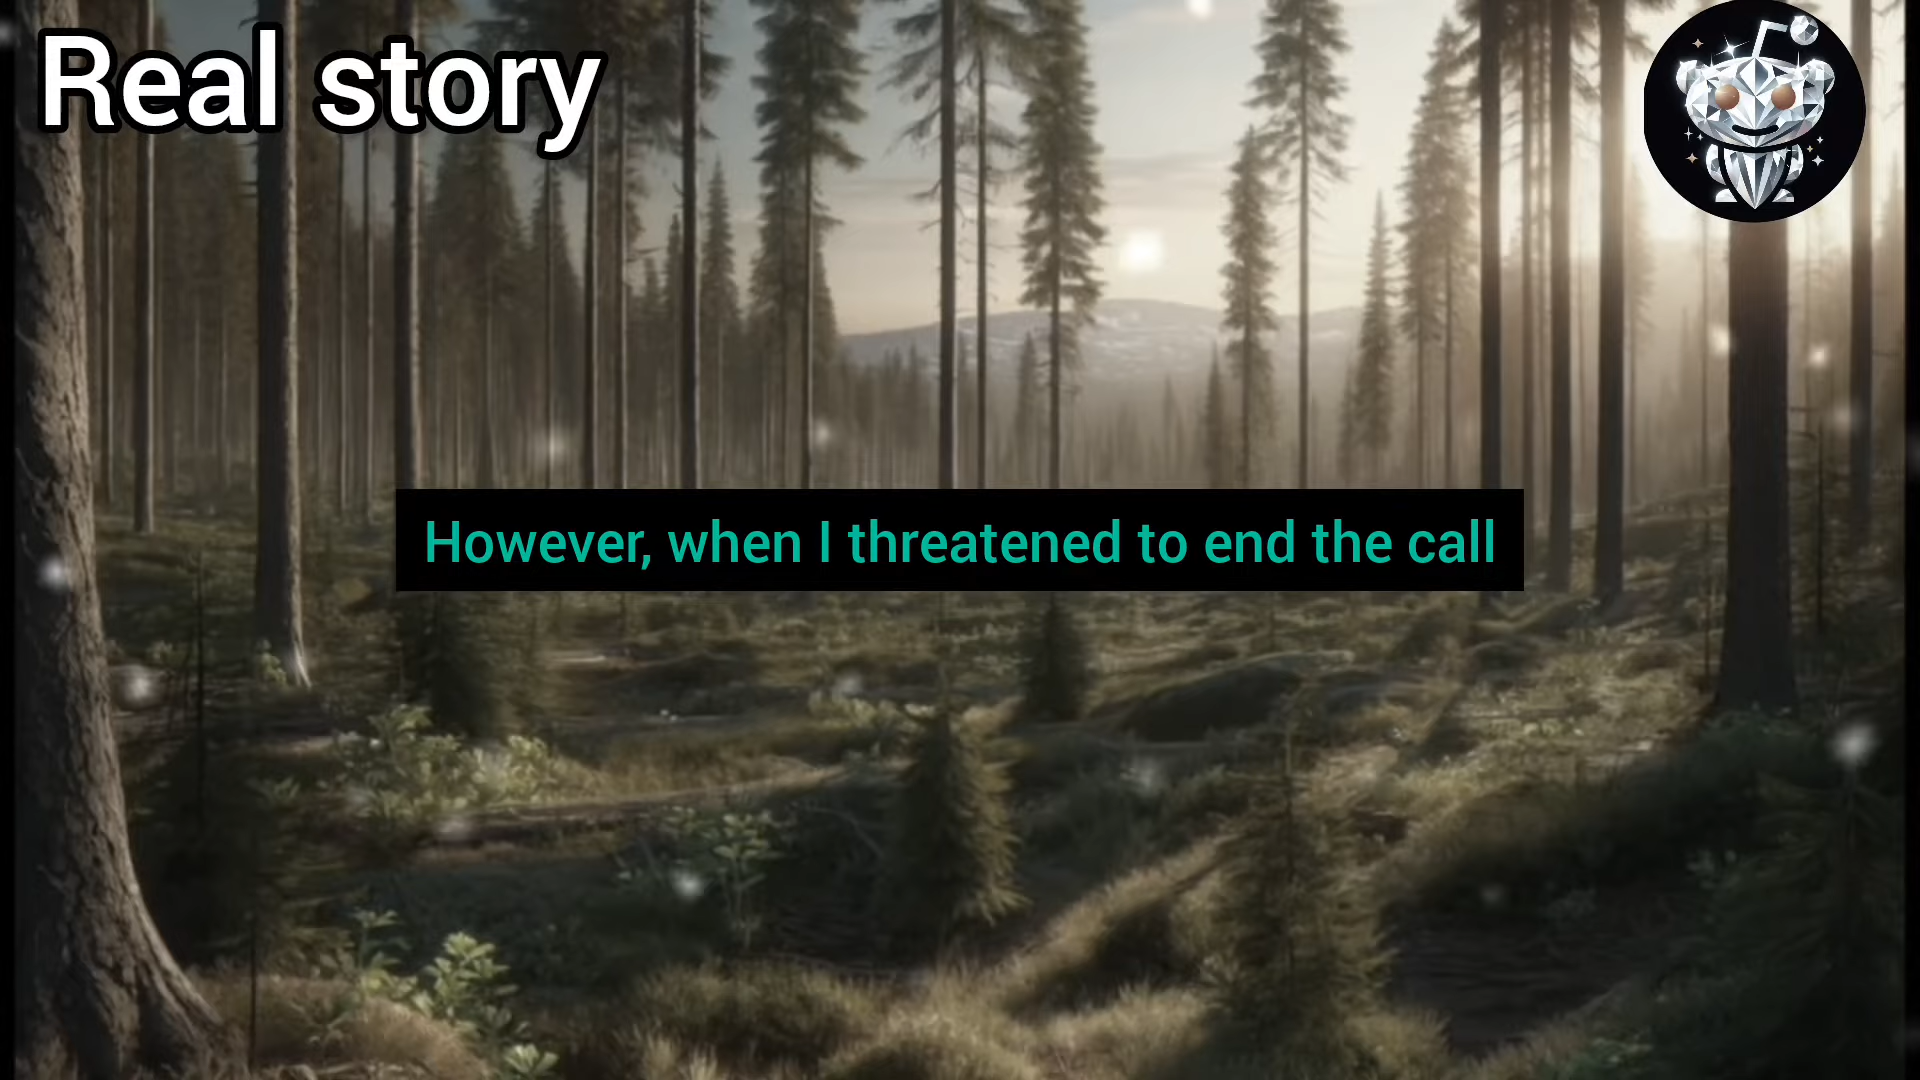 Real story
However, when I threatened to end the call